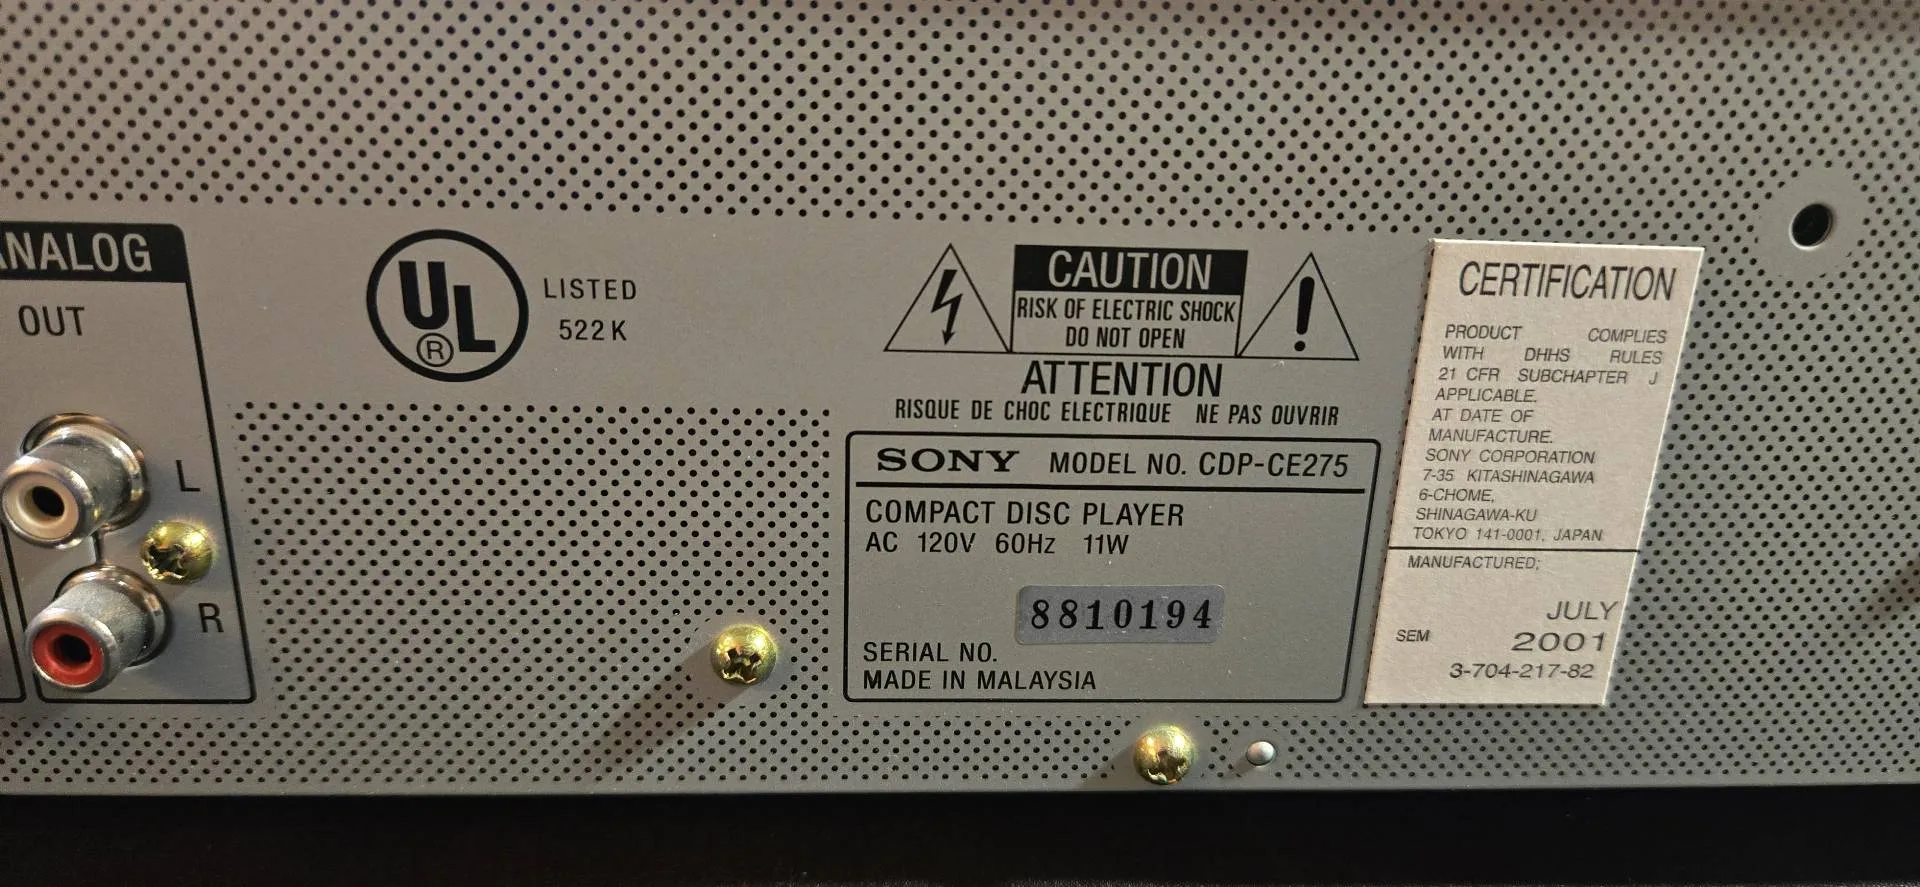 ANALOG
OUT
L
R
UL
®
LISTED
522K
CAUTION
RISK OF ELECTRIC SHOCK
DO NOT OPEN
ATTENTION
RISQUE DE CHOC ELECTRIQUE NE PAS OUVRIR
SONY MODEL NO. CDP-CE275
COMPACT DISC PLAYER
AC 120V 60Hz 11W
8810194
SERIAL NO.
MADE IN MALAYSIA
CERTIFICATION
PRODUCT COMPLIES
WITH DHHS RULES
21 CFR SUBCHAPTER J
APPLICABLE.
AT DATE OF
MANUFACTURE.
SONY CORPORATION
7-35 KITASHINAGAWA
6-CHOME,
SHINAGAWA-KU
TOKYO 141-0001, JAPAN
MANUFACTURED;
JULY
SEM 2001
3-704-217-82